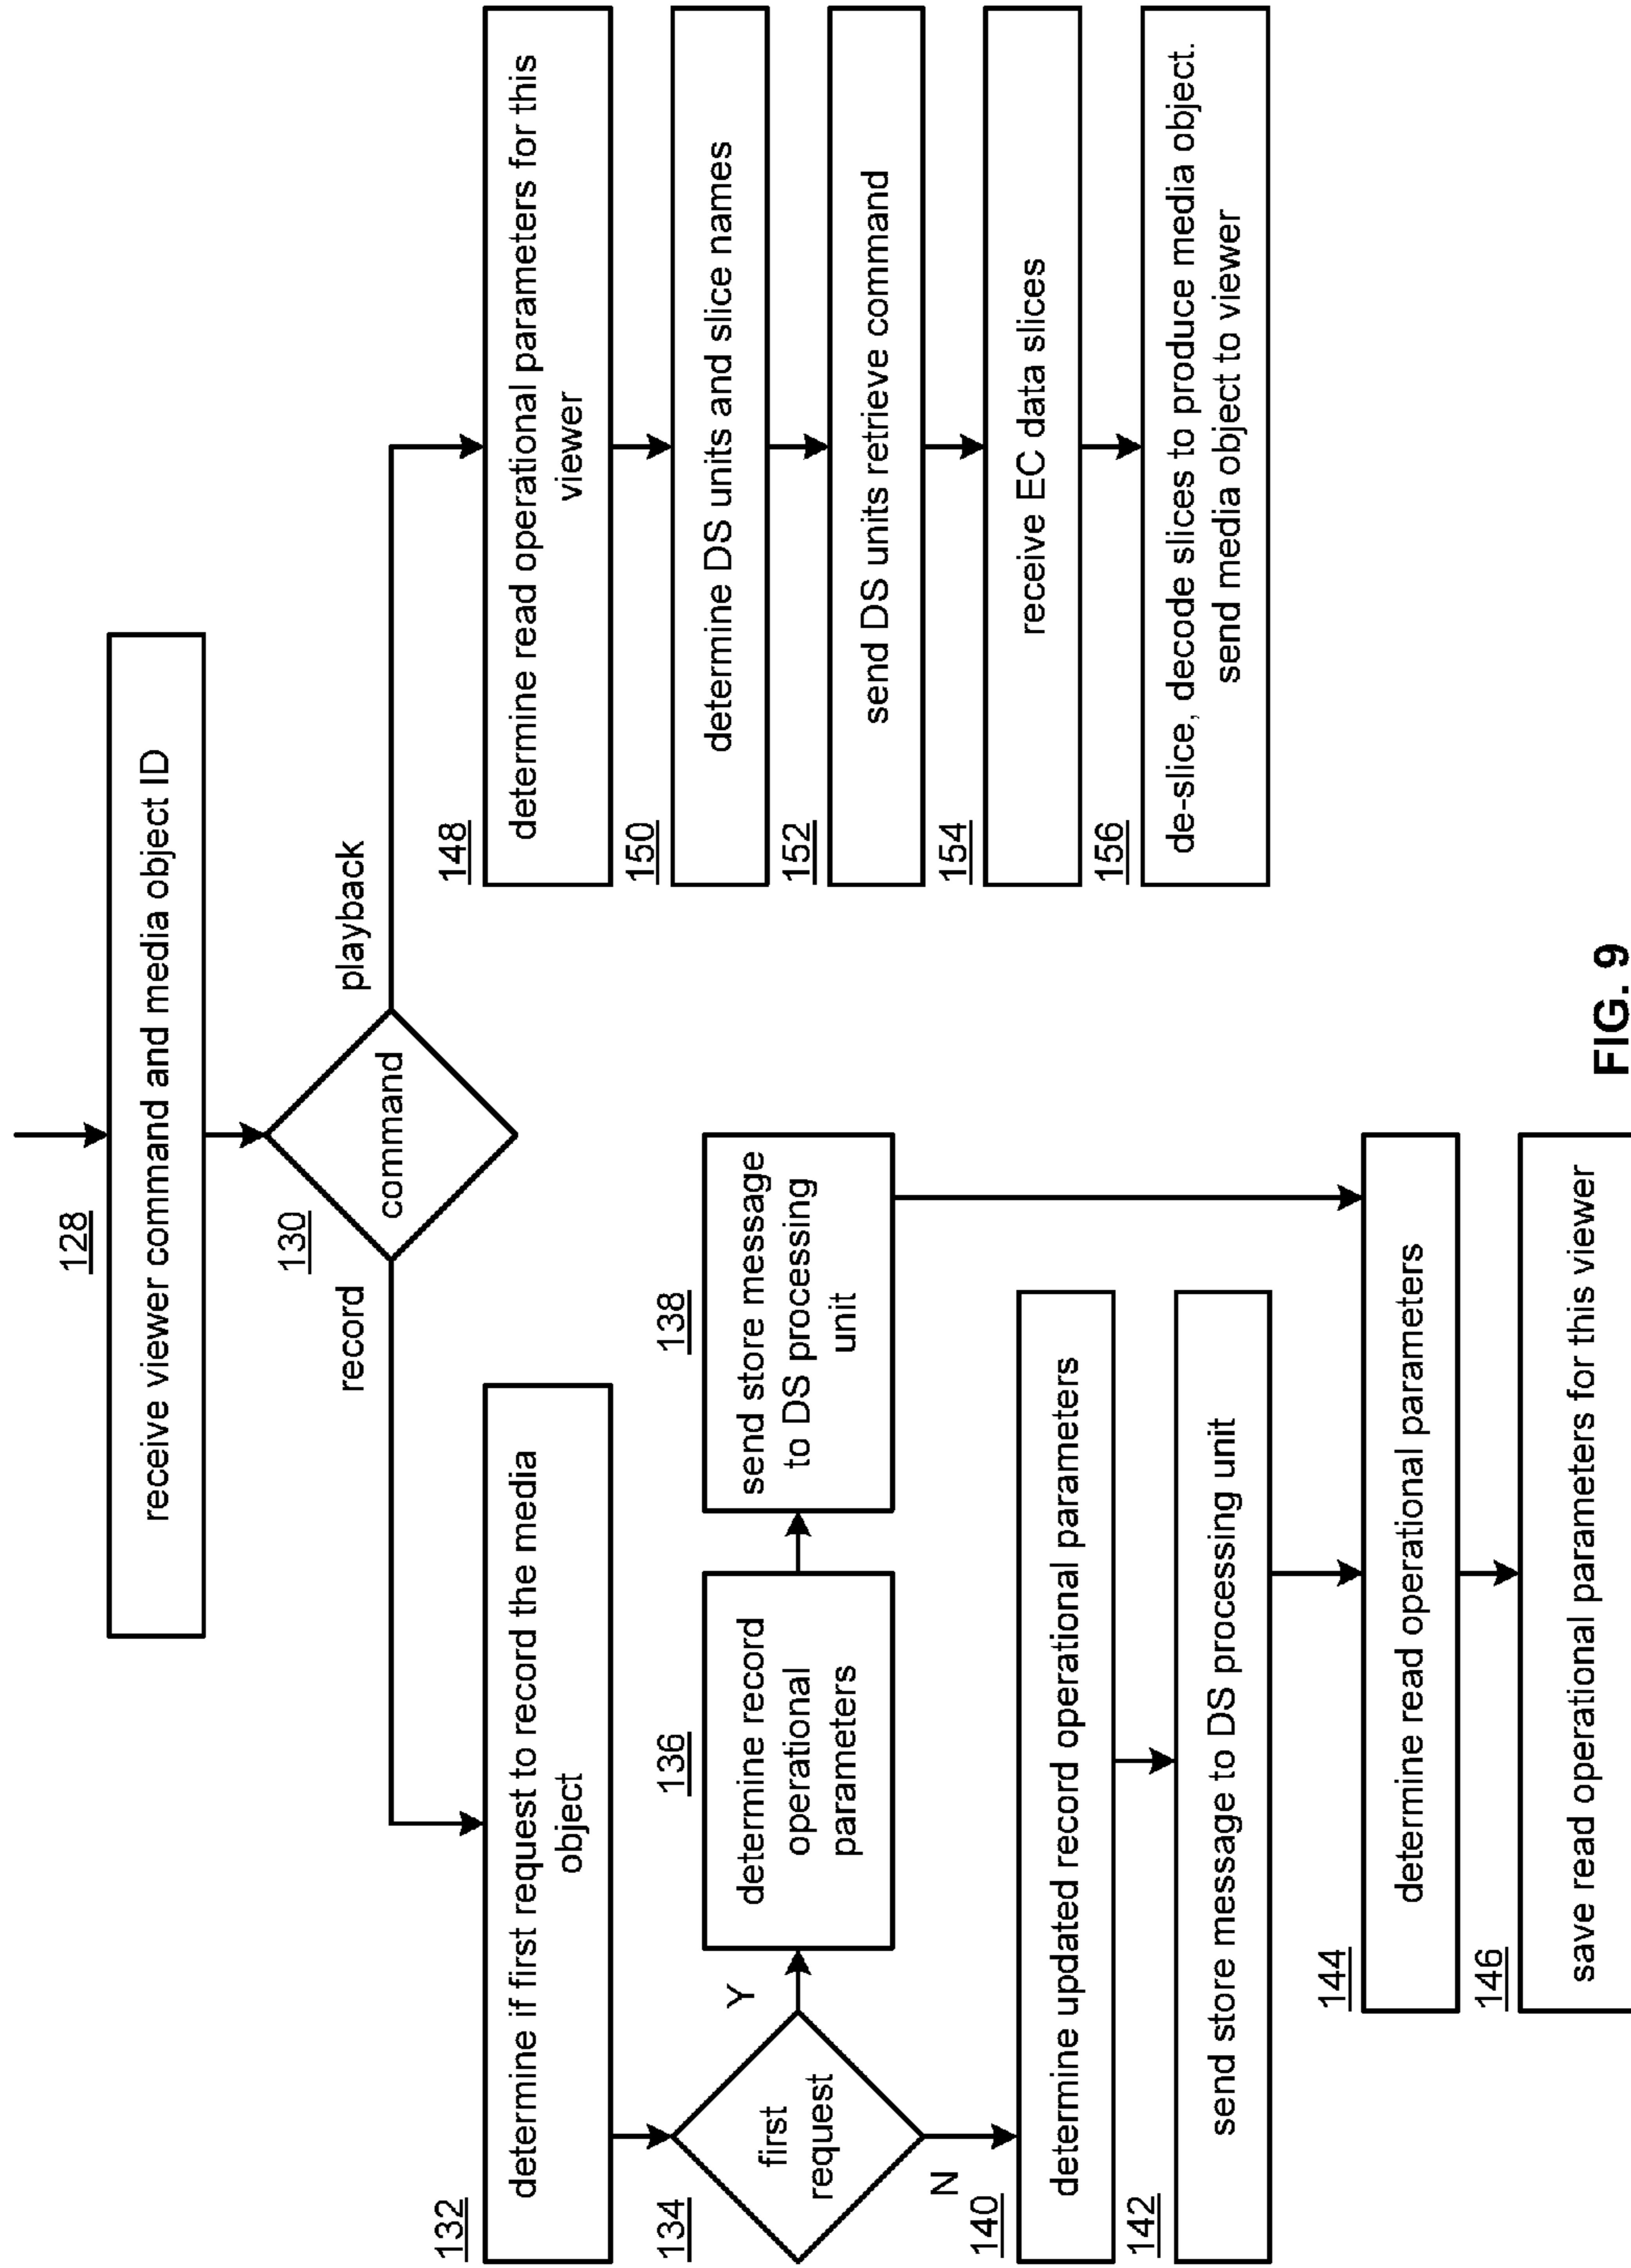 128
receive viewer command and media object ID
130
command
record
playback
132
determine if first request to record the media
object
134
first
request
Y
N
136
determine record
operational
parameters
138
send store message
to DS processing
unit
140
determine updated record operational parameters
142
send store message to DS processing unit
144
determine read operational parameters
146
save read operational parameters for this viewer
148
determine read operational parameters for this
viewer
150
determine DS units and slice names
152
send DS units retrieve command
154
receive EC data slices
156
de-slice, decode slices to produce media object.
send media object to viewer
FIG. 9